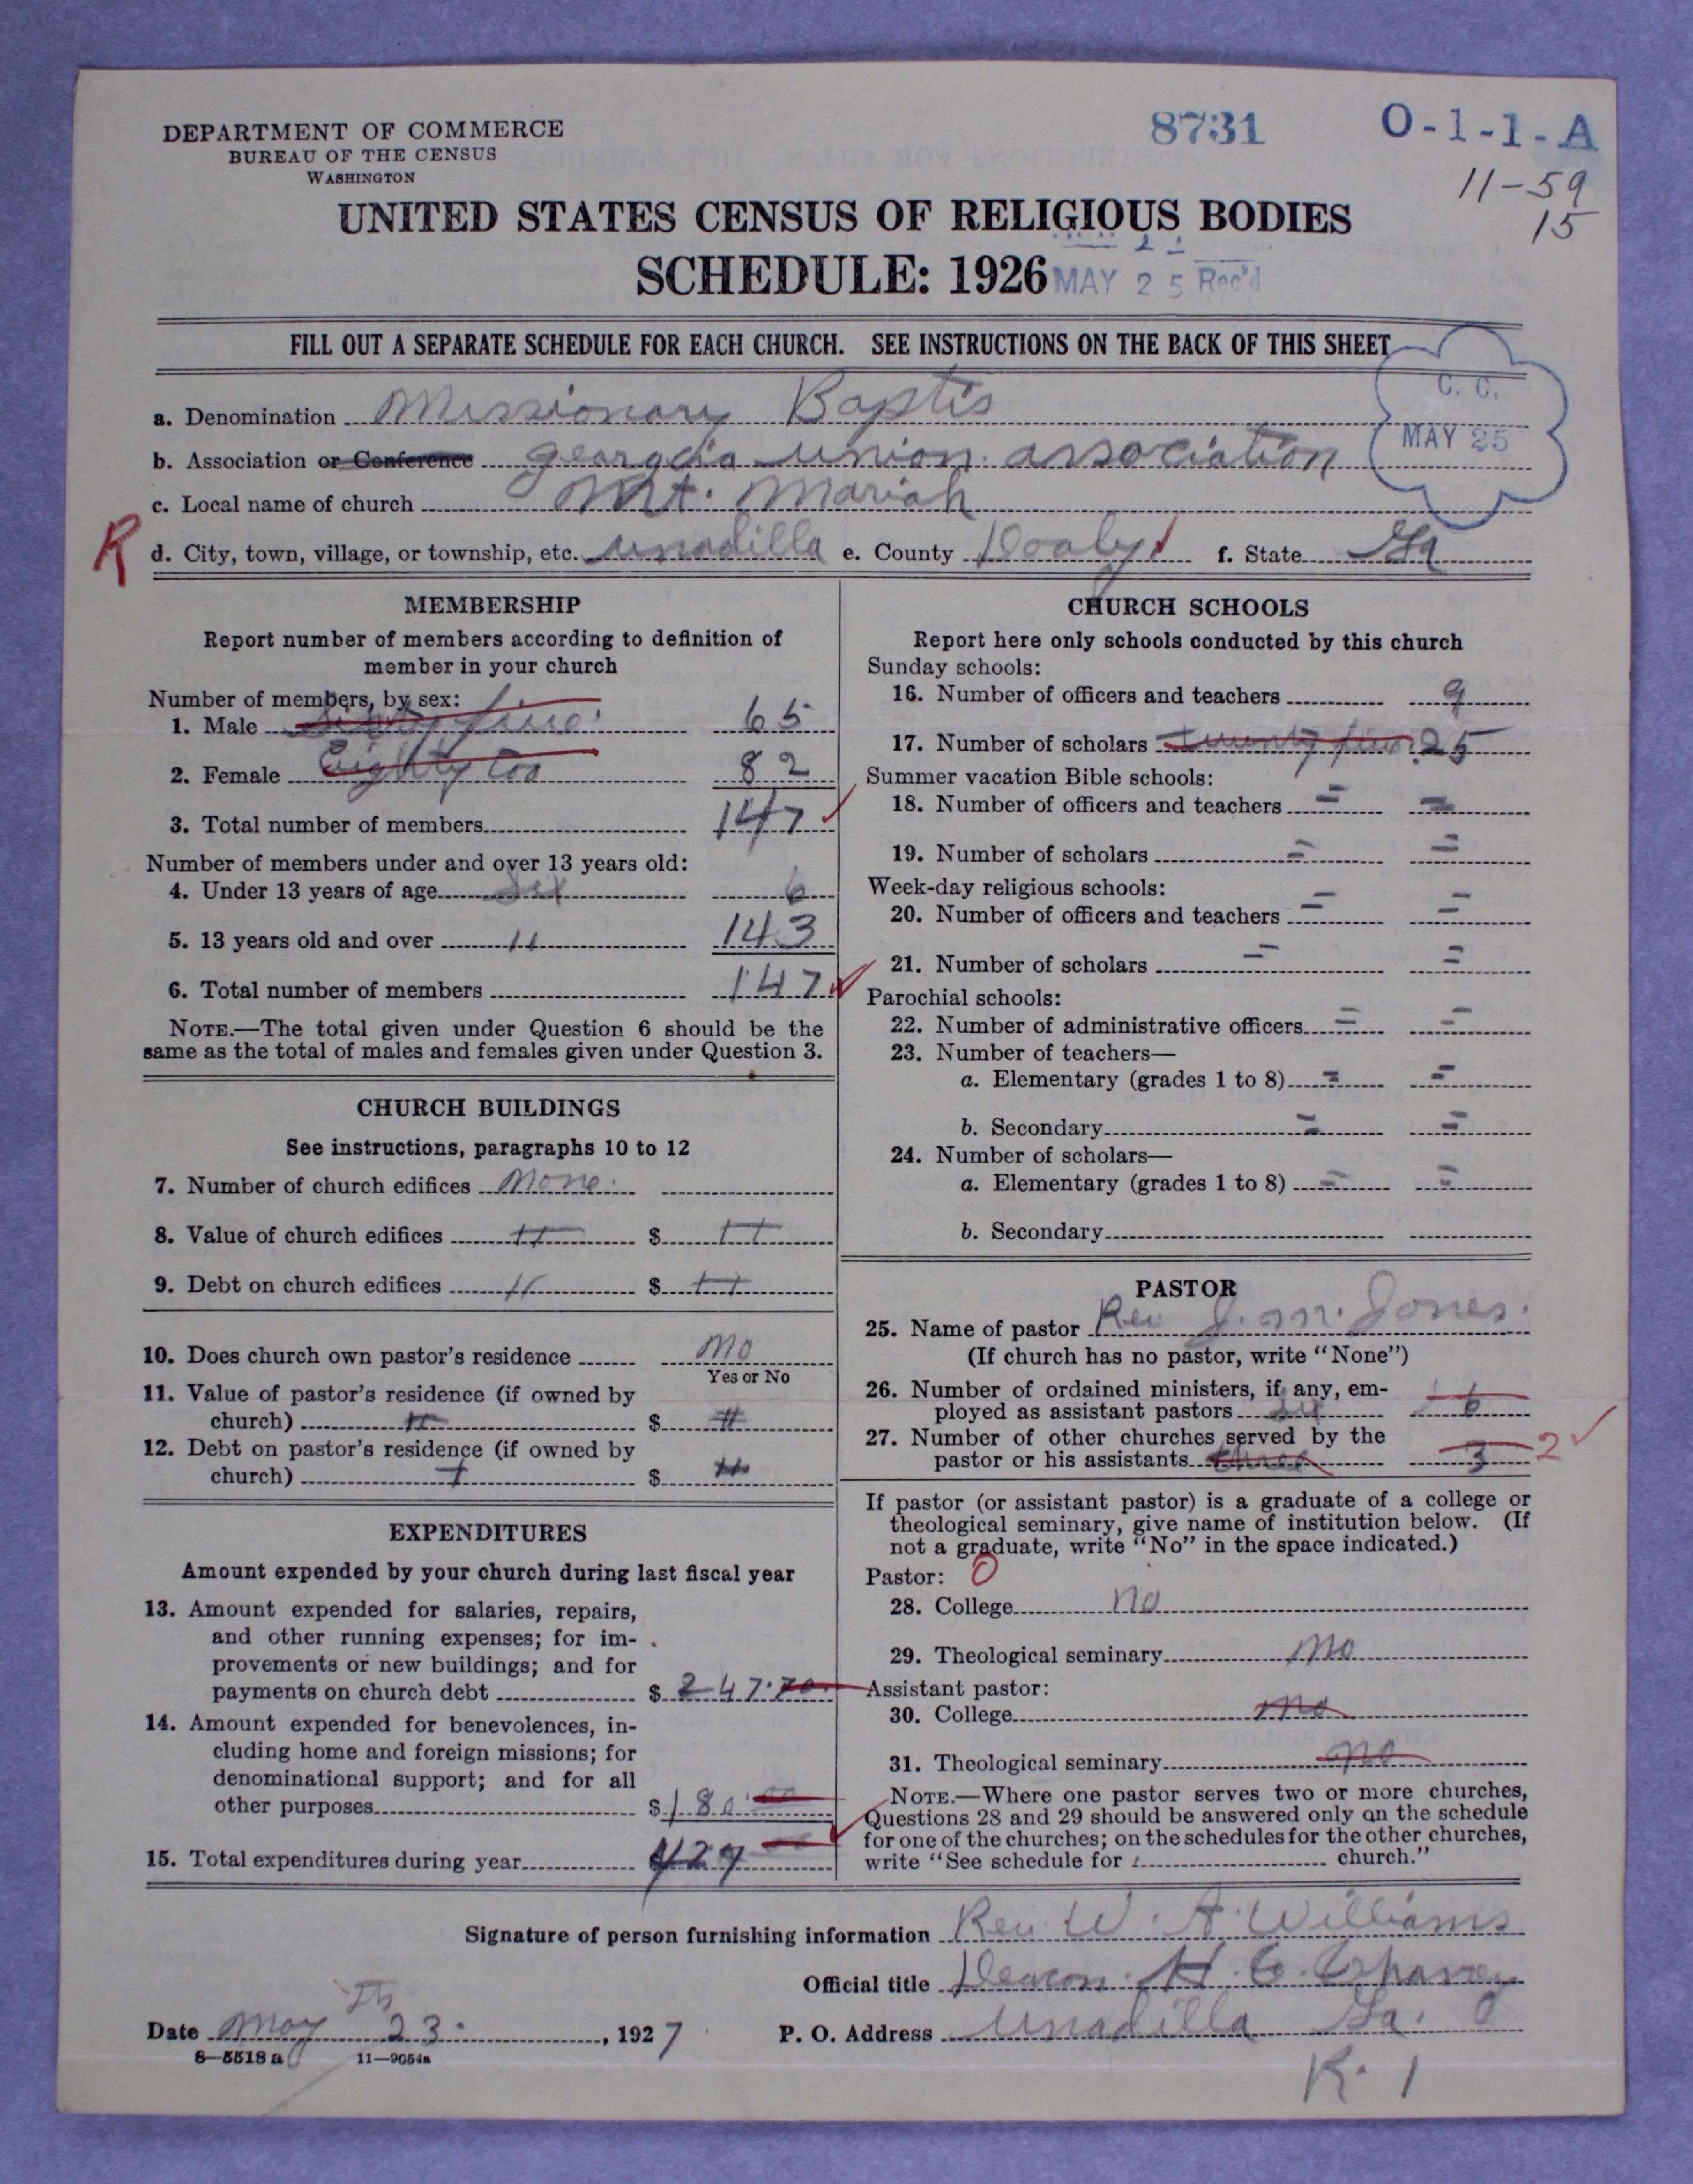 DEPARTMENT OF COMMERCE
BUREAU OF THE CENSUS
WASHINGTON
8731
O-1-1-A
11-59
15
UNITED STATES CENSUS OF RELIGIOUS BODIES
SCHEDULE: 1926
MAY 25 Rec'd
FILL OUT A SEPARATE SCHEDULE FOR EACH CHURCH. SEE INSTRUCTIONS ON THE BACK OF THIS SHEET
C. C.
MAY 25
a. Denomination Missionary Baptis
b. Association or Conference georgia union association
c. Local name of church Mt. Mariah
R
d. City, town, village, or township, etc. unadilla e. County Dooly f. State Ga
MEMBERSHIP
Report number of members according to definition of
member in your church
Number of members, by sex:
1. Male sixty five 65
2. Female Eighty too 82
3. Total number of members 147
Number of members under and over 13 years old:
4. Under 13 years of age six 6
5. 13 years old and over 11 143
6. Total number of members 147
NOTE.—The total given under Question 6 should be the
same as the total of males and females given under Question 3.
CHURCH BUILDINGS
See instructions, paragraphs 10 to 12
7. Number of church edifices none
8. Value of church edifices $
9. Debt on church edifices $
10. Does church own pastor's residence no
Yes or No
11. Value of pastor's residence (if owned by
church) $
12. Debt on pastor's residence (if owned by
church) $
EXPENDITURES
Amount expended by your church during last fiscal year
13. Amount expended for salaries, repairs,
and other running expenses; for im-
provements or new buildings; and for
payments on church debt $ 247.70
14. Amount expended for benevolences, in-
cluding home and foreign missions; for
denominational support; and for all
other purposes $ 180.00
15. Total expenditures during year 427 00
CHURCH SCHOOLS
Report here only schools conducted by this church
Sunday schools:
16. Number of officers and teachers 9
17. Number of scholars twenty five 25
Summer vacation Bible schools:
18. Number of officers and teachers = =
19. Number of scholars = =
Week-day religious schools:
20. Number of officers and teachers = =
21. Number of scholars = =
Parochial schools:
22. Number of administrative officers = =
23. Number of teachers—
a. Elementary (grades 1 to 8) = =
b. Secondary = =
24. Number of scholars—
a. Elementary (grades 1 to 8) = =
b. Secondary
PASTOR
25. Name of pastor Rev J. M. Jones.
(If church has no pastor, write "None")
26. Number of ordained ministers, if any, em-
ployed as assistant pastors six 6
27. Number of other churches served by the
pastor or his assistants three 3 2
If pastor (or assistant pastor) is a graduate of a college or
theological seminary, give name of institution below. (If
not a graduate, write "No" in the space indicated.)
Pastor: O
28. College no
29. Theological seminary no
Assistant pastor:
30. College no
31. Theological seminary no
NOTE.—Where one pastor serves two or more churches,
Questions 28 and 29 should be answered only on the schedule
for one of the churches; on the schedules for the other churches,
write "See schedule for church."
Signature of person furnishing information Rev. W. A. Williams
Official title Deacon. H. C.
Date May 23th, 1927
P. O. Address Unadilla Ga.
R. 1
8-5518 a 11-9054a